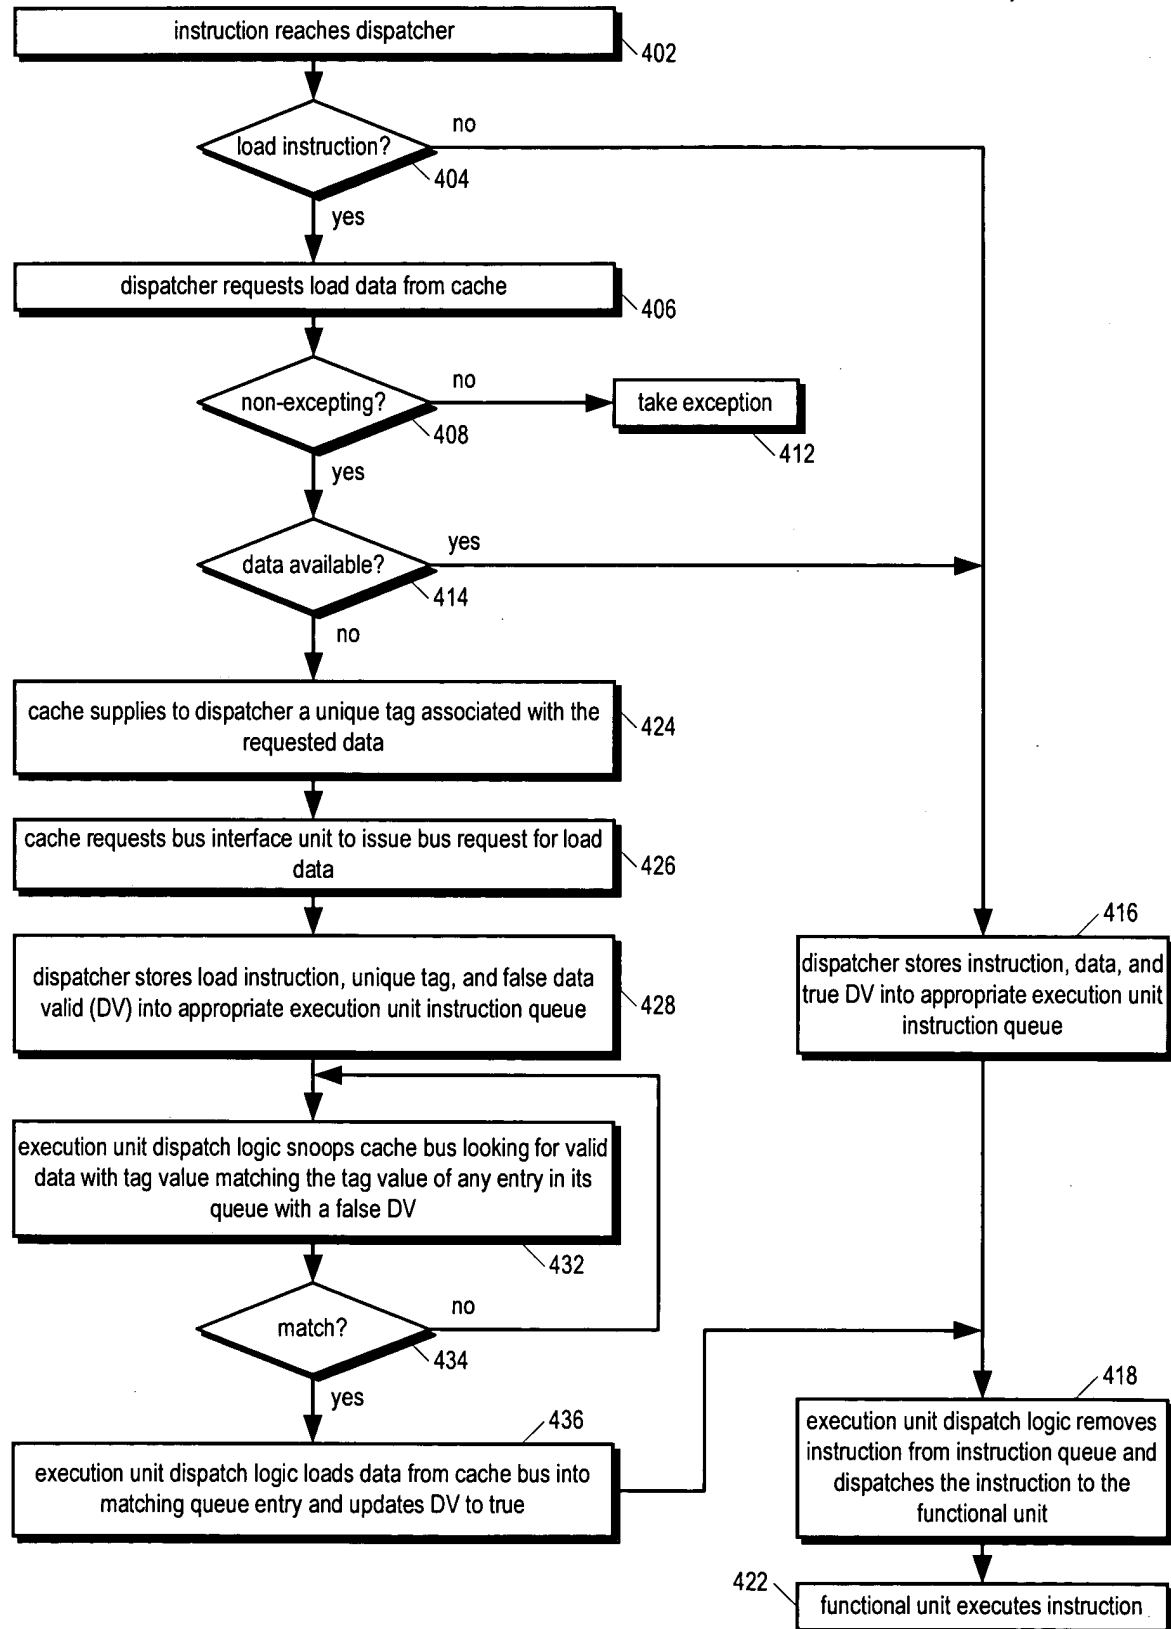 instruction reaches dispatcher
402
load instruction?
no
404
yes
dispatcher requests load data from cache
406
non-excepting?
no
408
take exception
412
yes
data available?
yes
414
no
cache supplies to dispatcher a unique tag associated with the
requested data
424
cache requests bus interface unit to issue bus request for load
data
426
dispatcher stores load instruction, unique tag, and false data
valid (DV) into appropriate execution unit instruction queue
428
416
dispatcher stores instruction, data, and
true DV into appropriate execution unit
instruction queue
execution unit dispatch logic snoops cache bus looking for valid
data with tag value matching the tag value of any entry in its
queue with a false DV
432
match?
no
434
yes
436
execution unit dispatch logic loads data from cache bus into
matching queue entry and updates DV to true
418
execution unit dispatch logic removes
instruction from instruction queue and
dispatches the instruction to the
functional unit
422
functional unit executes instruction